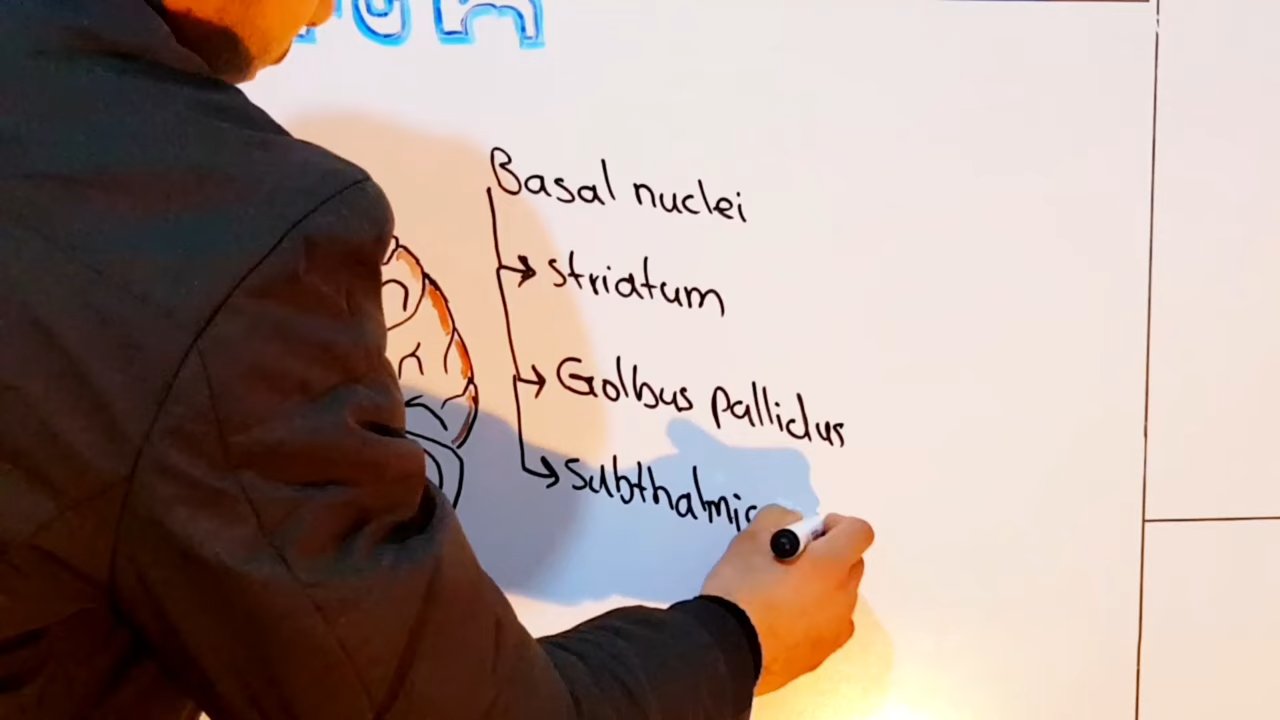 Basal nuclei
striatum
Golbus pallidus
Subthalmic